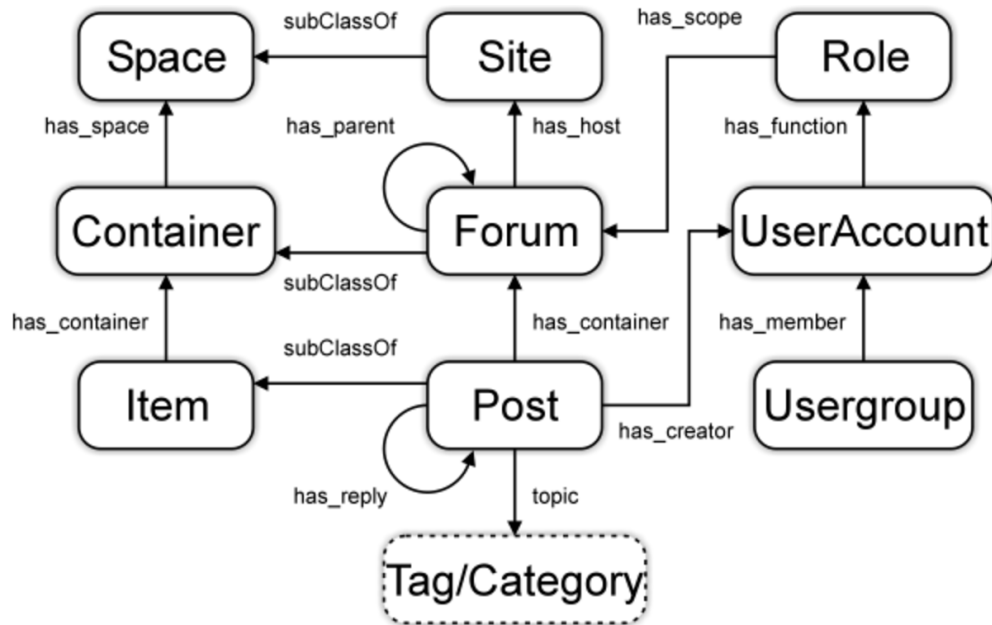 subClassOf
has_scope
Space
Site
Role
has_space
has_parent
has_host
has_function
Container
Forum
UserAccount
subClassOf
has_container
has_container
has_member
subClassOf
Item
Post
Usergroup
has_creator
has_reply
topic
Tag/Category